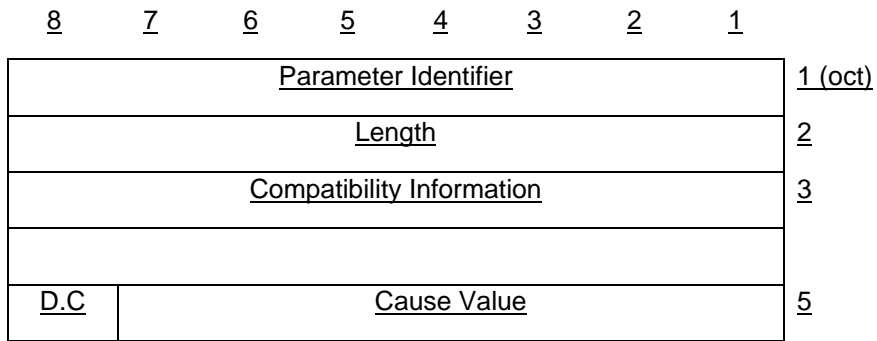 8 7 6 5 4 3 2 1
Parameter Identifier 1 (oct)
Length 2
Compatibility Information 3
D.C Cause Value 5